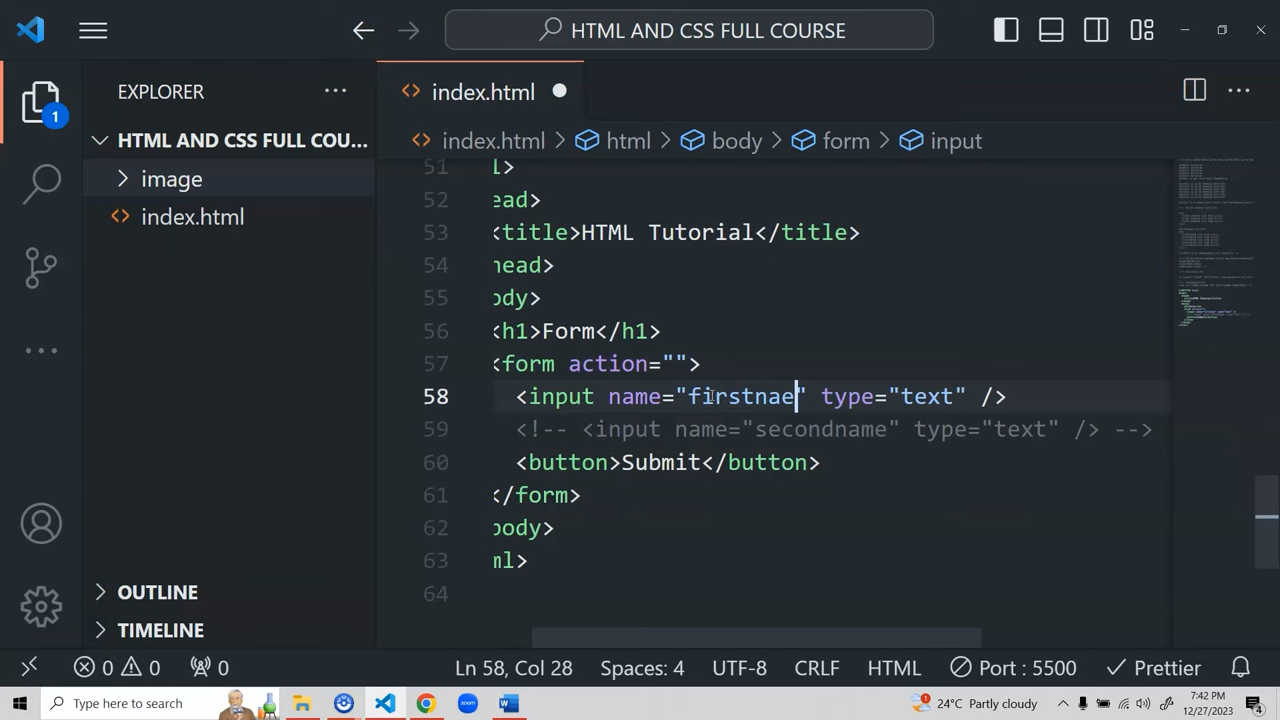 HTML AND CSS FULL COURSE
EXPLORER
1
HTML AND CSS FULL COU...
image
index.html
OUTLINE
TIMELINE
index.html
index.html > html > body > form > input
51 l>
52 ead>
53 <title>HTML Tutorial</title>
54 head>
55 ody>
56 <h1>Form</h1>
57 <form action="">
58 <input name="firstnae" type="text" />
59 <!-- <input name="secondname" type="text" /> -->
60 <button>Submit</button>
61 </form>
62 body>
63 ml>
64
0 0 0 Ln 58, Col 28 Spaces: 4 UTF-8 CRLF HTML Port : 5500 Prettier
Type here to search zoom W 1 24°C Partly cloudy 7:42 PM
12/27/2023 4